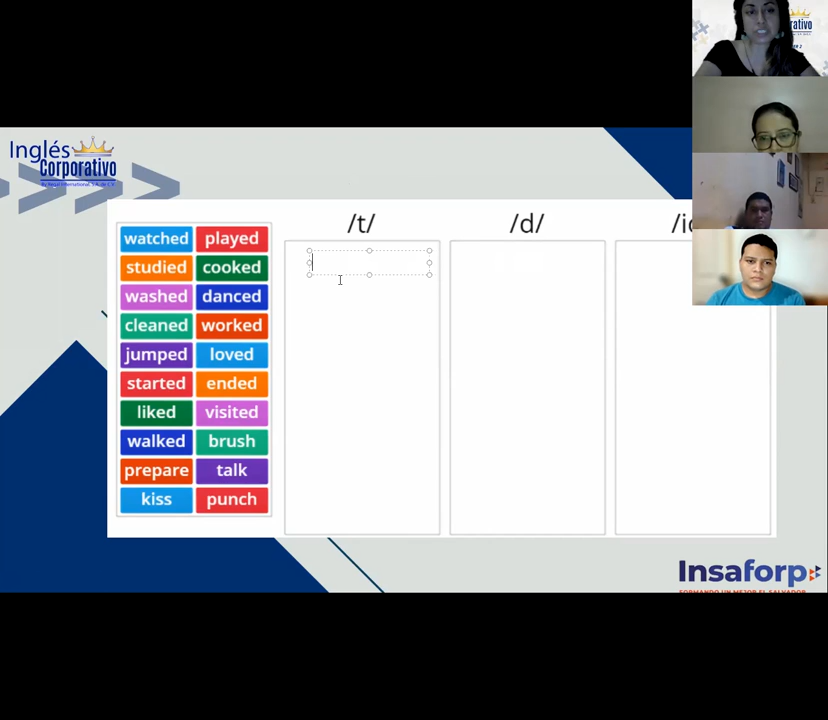 Inglés
Corporativo
/t/ /d/
watched played
studied cooked
washed danced
cleaned worked
jumped loved
started ended
liked visited
walked brush
prepare talk
kiss punch
Insaforp